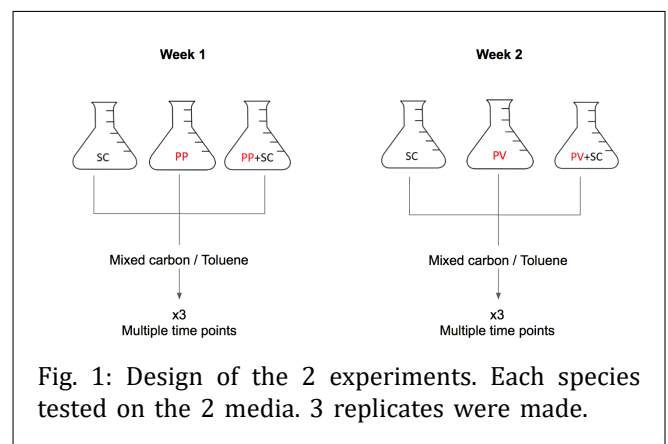 Week 1
Week 2
SC
PP
PP+SC
SC
PV
PV+SC
Mixed carbon / Toluene
Mixed carbon / Toluene
x3
Multiple time points
x3
Multiple time points
Fig. 1: Design of the 2 experiments. Each species
tested on the 2 media. 3 replicates were made.